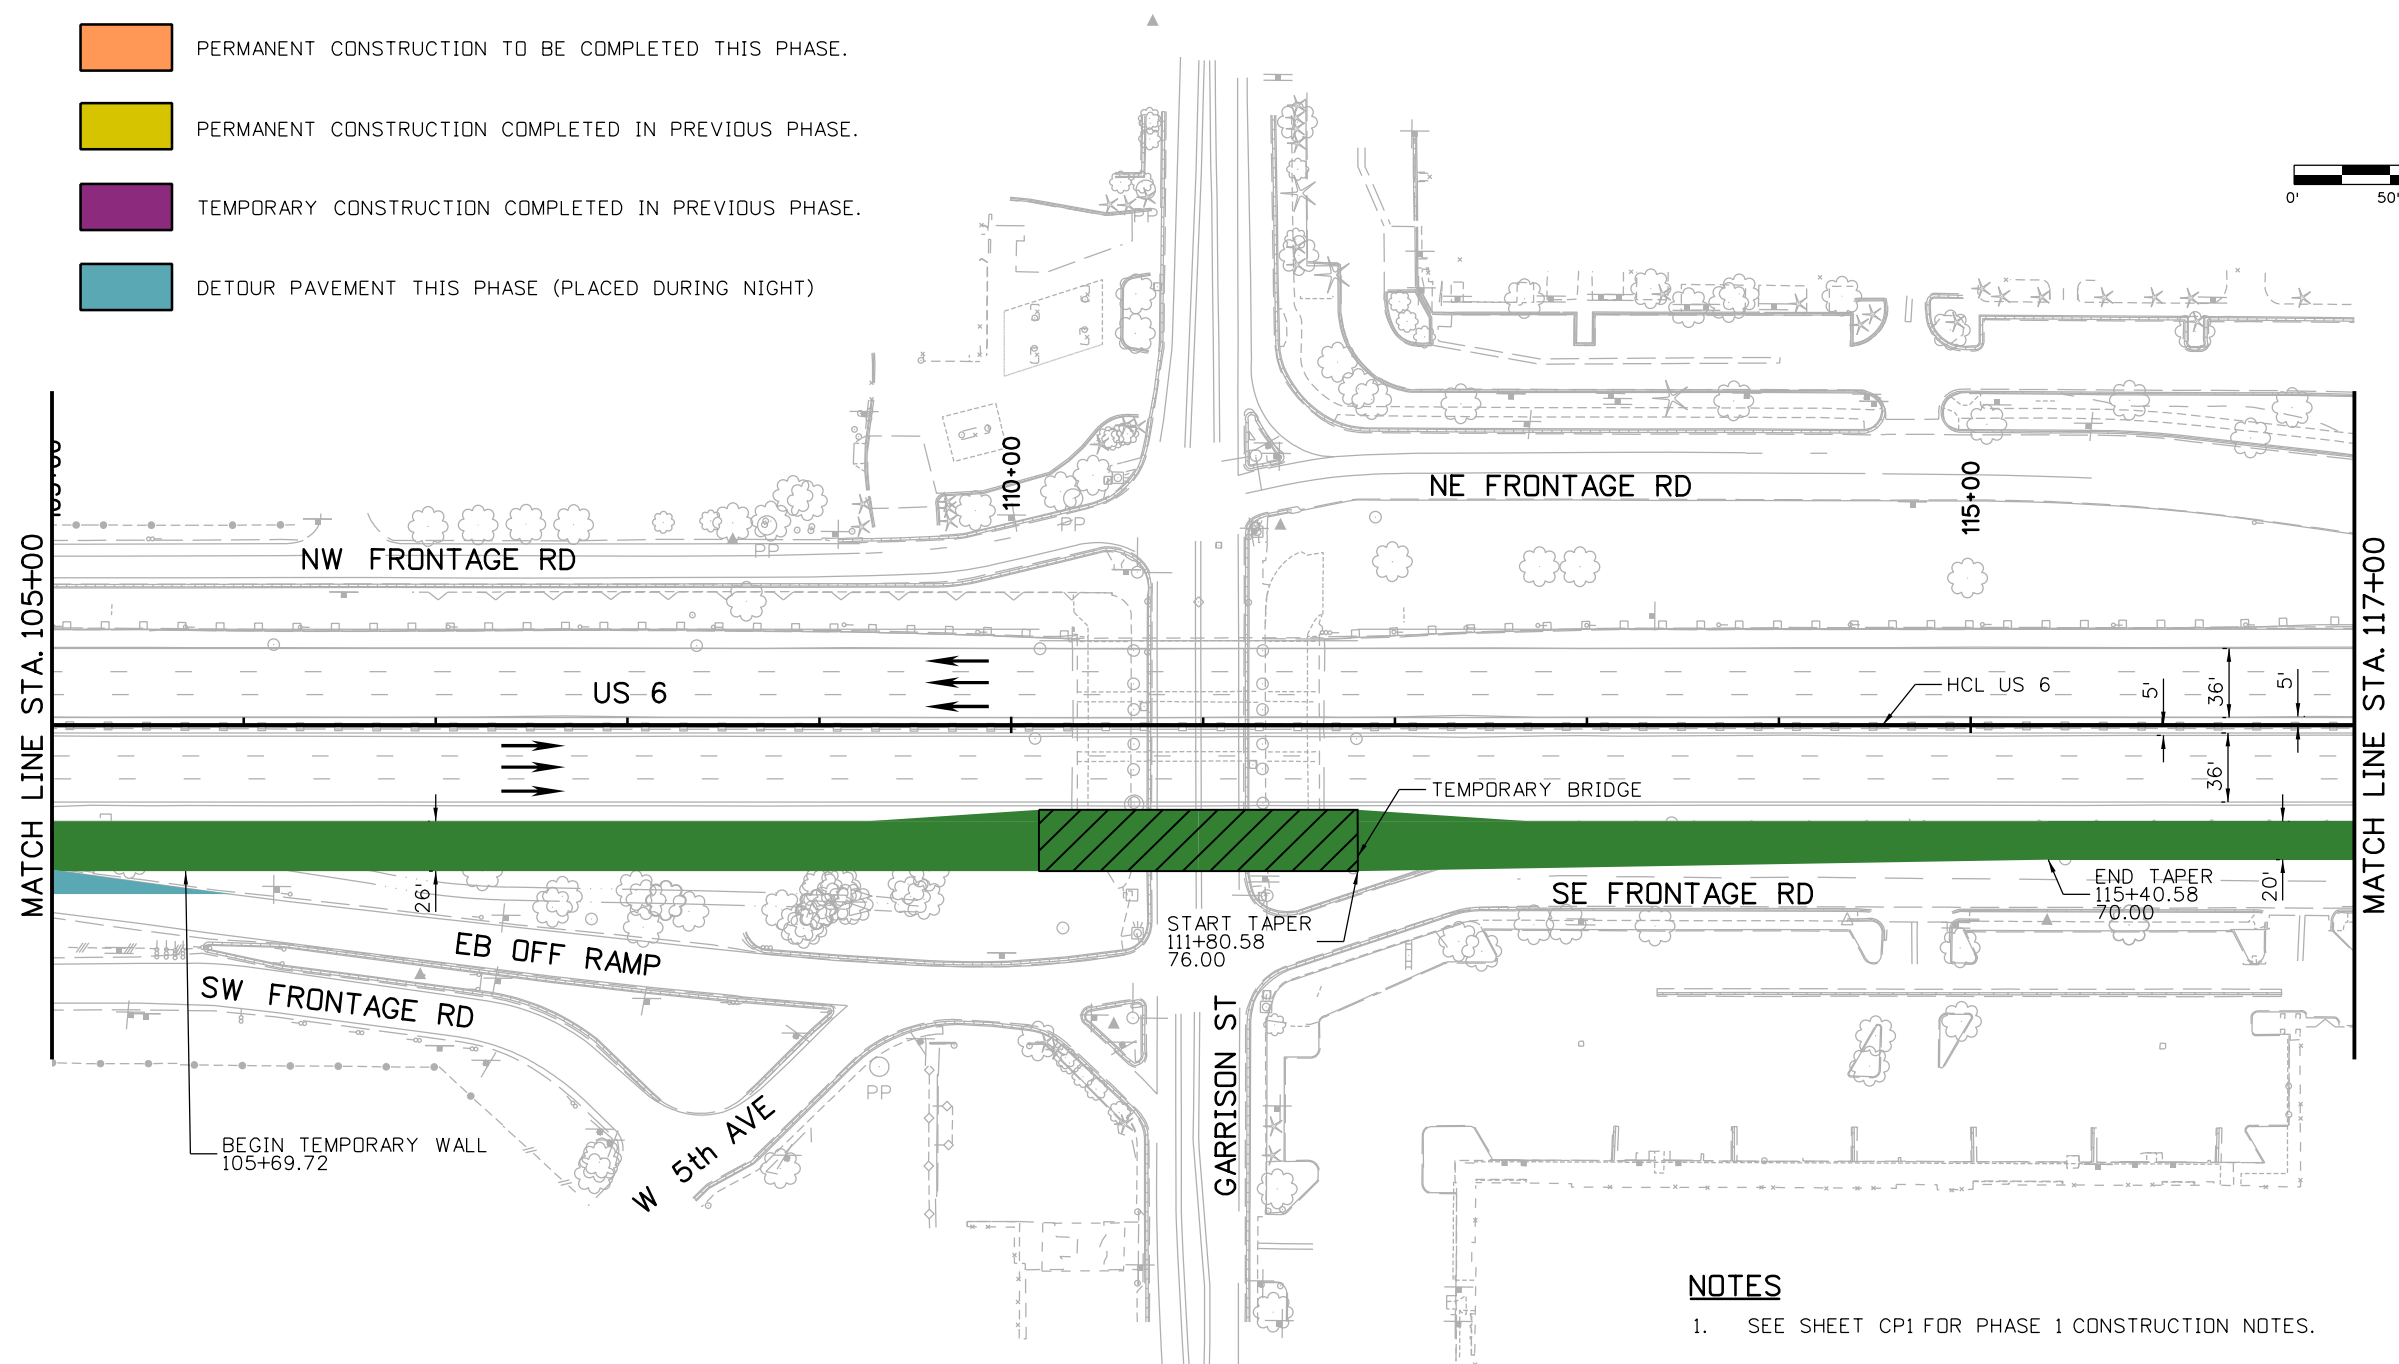 PERMANENT CONSTRUCTION TO BE COMPLETED THIS PHASE.
PERMANENT CONSTRUCTION COMPLETED IN PREVIOUS PHASE.
TEMPORARY CONSTRUCTION COMPLETED IN PREVIOUS PHASE.
DETOUR PAVEMENT THIS PHASE (PLACED DURING NIGHT)
0'
50'
PP
110+00
NE FRONTAGE RD
115+00
PP
PP
NW FRONTAGE RD
MATCH LINE STA. 105+00
MATCH LINE STA. 117+00
US 6
HCL US 6
5'
36'
5'
36'
TEMPORARY BRIDGE
26'
SE FRONTAGE RD
END TAPER
115+40.58
70.00
20'
START TAPER
111+80.58
76.00
EB OFF RAMP
SW FRONTAGE RD
GARRISON ST
PP
W 5th AVE
BEGIN TEMPORARY WALL
105+69.72
NOTES
1. SEE SHEET CP1 FOR PHASE 1 CONSTRUCTION NOTES.